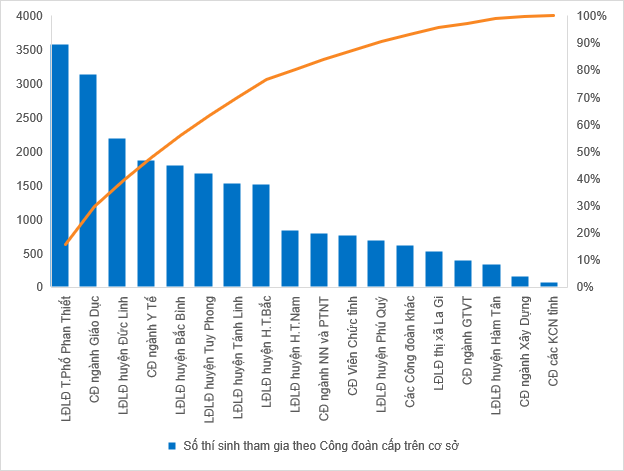 4000
3500
3000
2500
2000
1500
1000
500
0
100%
90%
80%
70%
60%
50%
40%
30%
20%
10%
0%
LĐLĐ T.Phố Phan Thiết
CĐ ngành Giáo Dục
LĐLĐ huyện Đức Linh
CĐ ngành Y Tế
LĐLĐ huyện Bắc Bình
LĐLĐ huyện Tuy Phong
LĐLĐ huyện Tánh Linh
LĐLĐ huyện H.T.Bắc
LĐLĐ huyện H.T.Nam
CĐ ngành NN và PTNT
CĐ Viên Chức tỉnh
LĐLĐ huyện Phú Quý
Các Công đoàn khác
LĐLĐ thị xã La Gi
CĐ ngành GTVT
LĐLĐ huyện Hàm Tân
CĐ ngành Xây Dựng
CĐ các KCN tỉnh
Số thí sinh tham gia theo Công đoàn cấp trên cơ sở